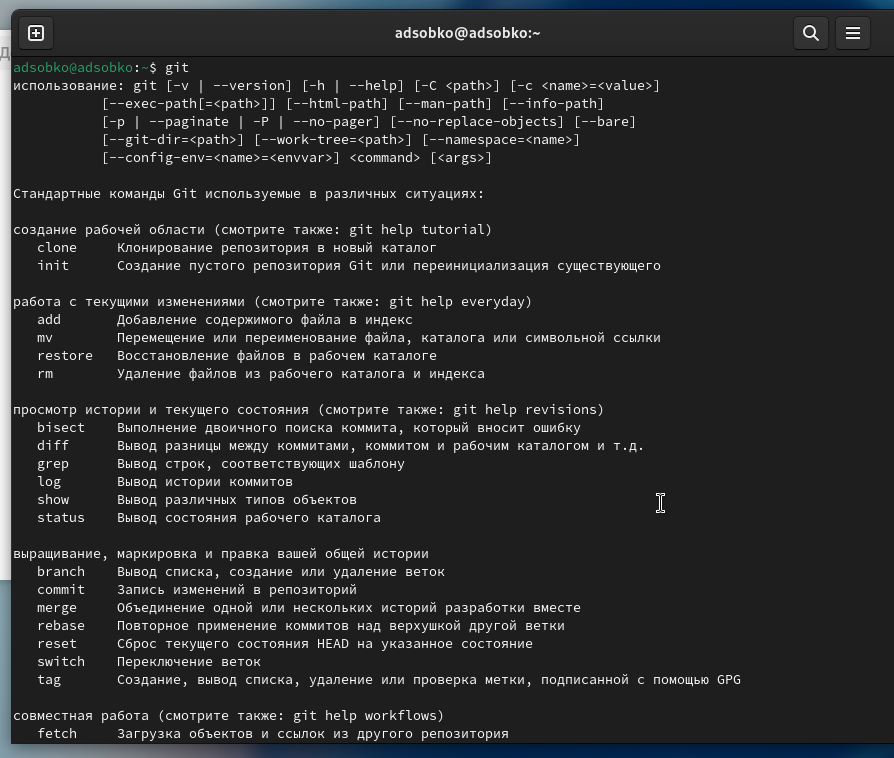 adsobko@adsobko:~
Д
adsobko@adsobko:~$ git
использование: git [-v | --version] [-h | --help] [-C <path>] [-c <name>=<value>]
           [--exec-path[=<path>]] [--html-path] [--man-path] [--info-path]
           [-p | --paginate | -P | --no-pager] [--no-replace-objects] [--bare]
           [--git-dir=<path>] [--work-tree=<path>] [--namespace=<name>]
           [--config-env=<name>=<envvar>] <command> [<args>]

Стандартные команды Git используемые в различных ситуациях:

создание рабочей области (смотрите также: git help tutorial)
   clone     Клонирование репозитория в новый каталог
   init      Создание пустого репозитория Git или переинициализация существующего

работа с текущими изменениями (смотрите также: git help everyday)
   add       Добавление содержимого файла в индекс
   mv        Перемещение или переименование файла, каталога или символьной ссылки
   restore   Восстановление файлов в рабочем каталоге
   rm        Удаление файлов из рабочего каталога и индекса

просмотр истории и текущего состояния (смотрите также: git help revisions)
   bisect    Выполнение двоичного поиска коммита, который вносит ошибку
   diff      Вывод разницы между коммитами, коммитом и рабочим каталогом и т.д.
   grep      Вывод строк, соответствующих шаблону
   log       Вывод истории коммитов
   show      Вывод различных типов объектов
   status    Вывод состояния рабочего каталога

выращивание, маркировка и правка вашей общей истории
   branch    Вывод списка, создание или удаление веток
   commit    Запись изменений в репозиторий
   merge     Объединение одной или нескольких историй разработки вместе
   rebase    Повторное применение коммитов над верхушкой другой ветки
   reset     Сброс текущего состояния HEAD на указанное состояние
   switch    Переключение веток
   tag       Создание, вывод списка, удаление или проверка метки, подписанной с помощью GPG

совместная работа (смотрите также: git help workflows)
   fetch     Загрузка объектов и ссылок из другого репозитория